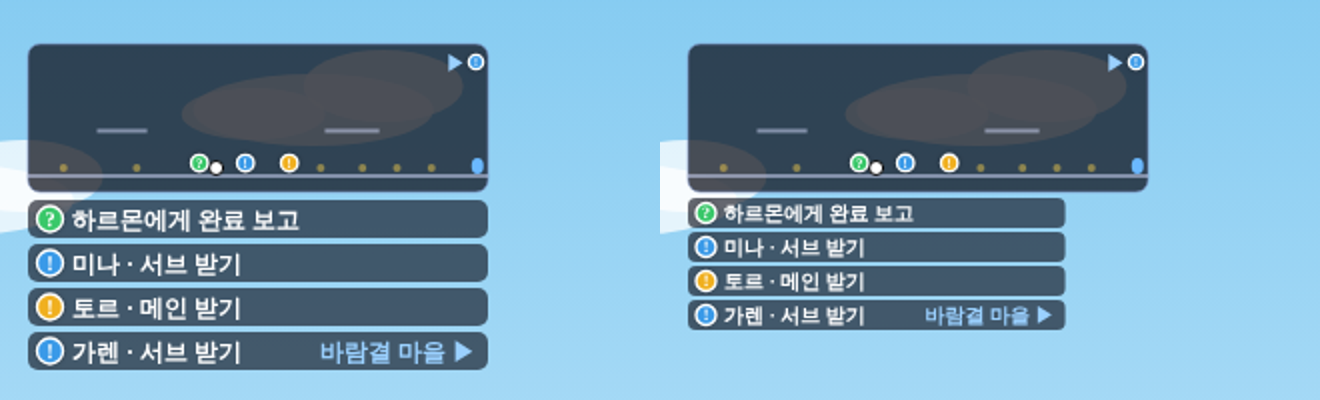 하르몬에게 완료 보고
미나 · 서브 받기
토르 · 메인 받기
가렌 · 서브 받기 바람결 마을 ▶
하르몬에게 완료 보고
미나 · 서브 받기
토르 · 메인 받기
가렌 · 서브 받기 바람결 마을 ▶